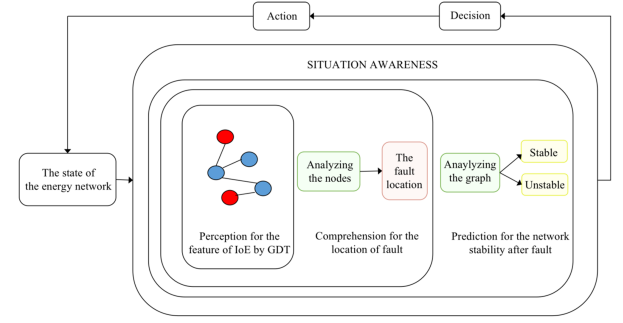 Action
Decision
SITUATION AWARENESS
The state of
the energy network
Analyzing
the nodes
The
fault
location
Anaylyzing
the graph
Stable
Unstable
Perception for the
feature of IoE by GDT
Comprehension for the
location of fault
Prediction for the network
stability after fault